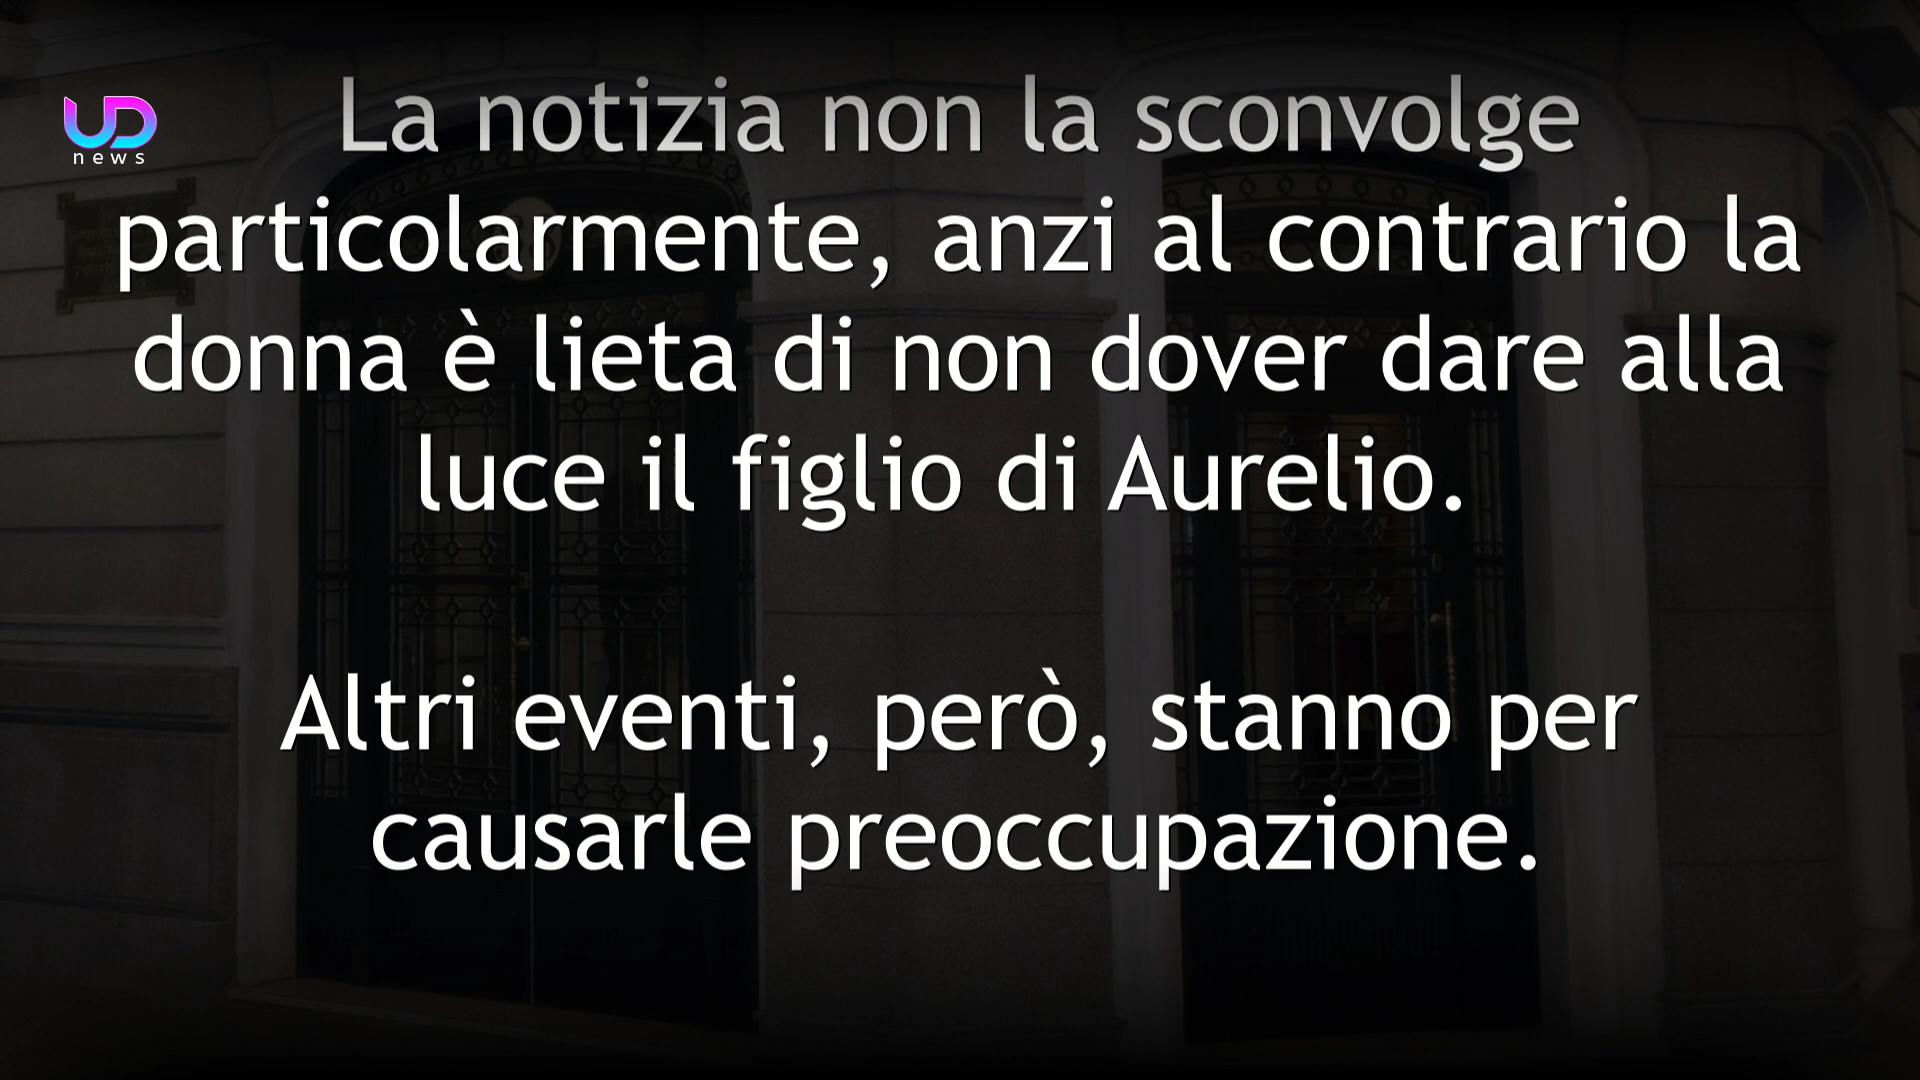 UD
news
La notizia non la sconvolge
particolarmente, anzi al contrario la
donna è lieta di non dover dare alla
luce il figlio di Aurelio.
Altri eventi, però, stanno per
causarle preoccupazione.